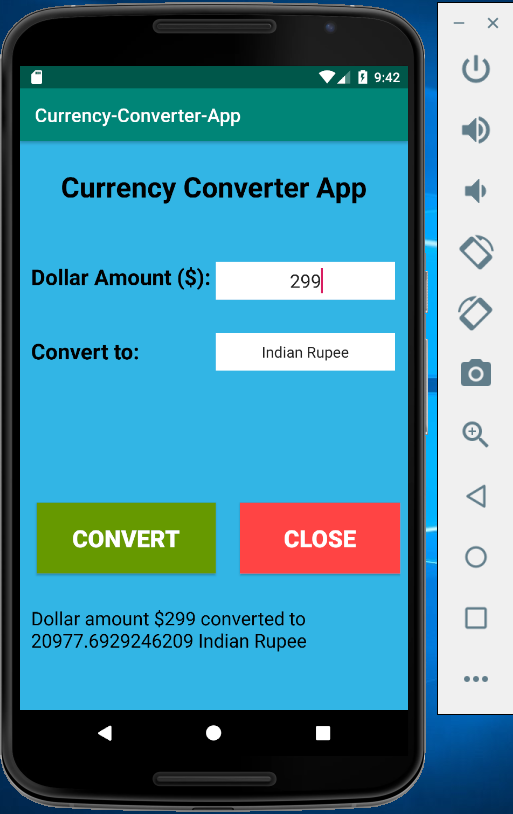 9:42
Currency-Converter-App
Currency Converter App
Dollar Amount ($): 299
Convert to: Indian Rupee
CONVERT CLOSE
Dollar amount $299 converted to
20977.6929246209 Indian Rupee